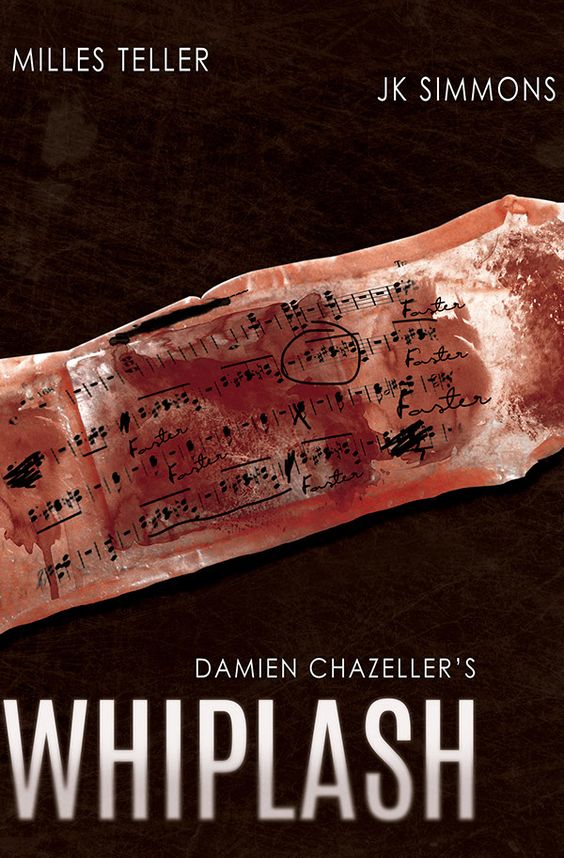 MILLES TELLER
JK SIMMONS
Faster
Faster
Faster
Faster
Faster
Faster
DAMIEN CHAZELLER'S
WHIPLASH